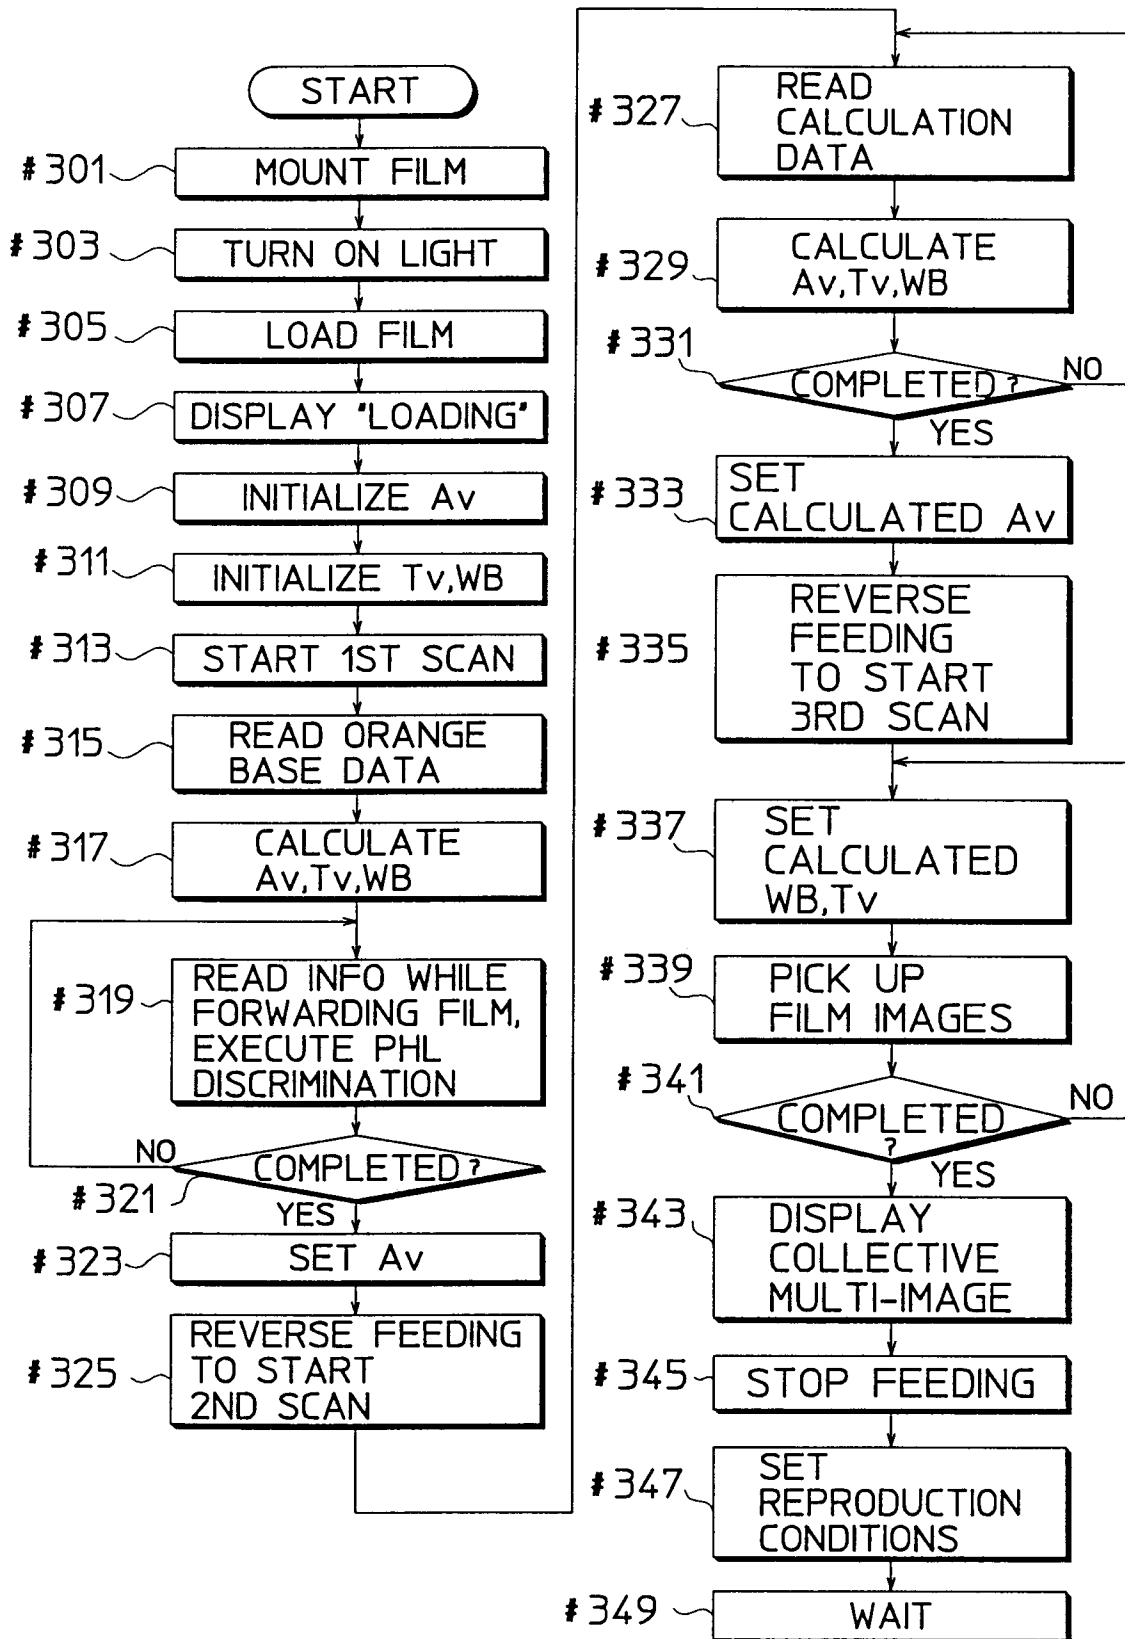 START
#301
MOUNT FILM
#303
TURN ON LIGHT
#305
LOAD FILM
#307
DISPLAY "LOADING"
#309
INITIALIZE Av
#311
INITIALIZE Tv,WB
#313
START 1ST SCAN
#315
READ ORANGE
BASE DATA
#317
CALCULATE
Av,Tv,WB
#319
READ INFO WHILE
FORWARDING FILM,
EXECUTE PHL
DISCRIMINATION
NO
COMPLETED?
#321
YES
#323
SET Av
#325
REVERSE FEEDING
TO START
2ND SCAN
#327
READ
CALCULATION
DATA
#329
CALCULATE
Av,Tv,WB
#331
COMPLETED?
NO
YES
#333
SET
CALCULATED Av
#335
REVERSE
FEEDING
TO START
3RD SCAN
#337
SET
CALCULATED
WB,Tv
#339
PICK UP
FILM IMAGES
#341
COMPLETED
?
NO
YES
#343
DISPLAY
COLLECTIVE
MULTI-IMAGE
#345
STOP FEEDING
#347
SET
REPRODUCTION
CONDITIONS
#349
WAIT